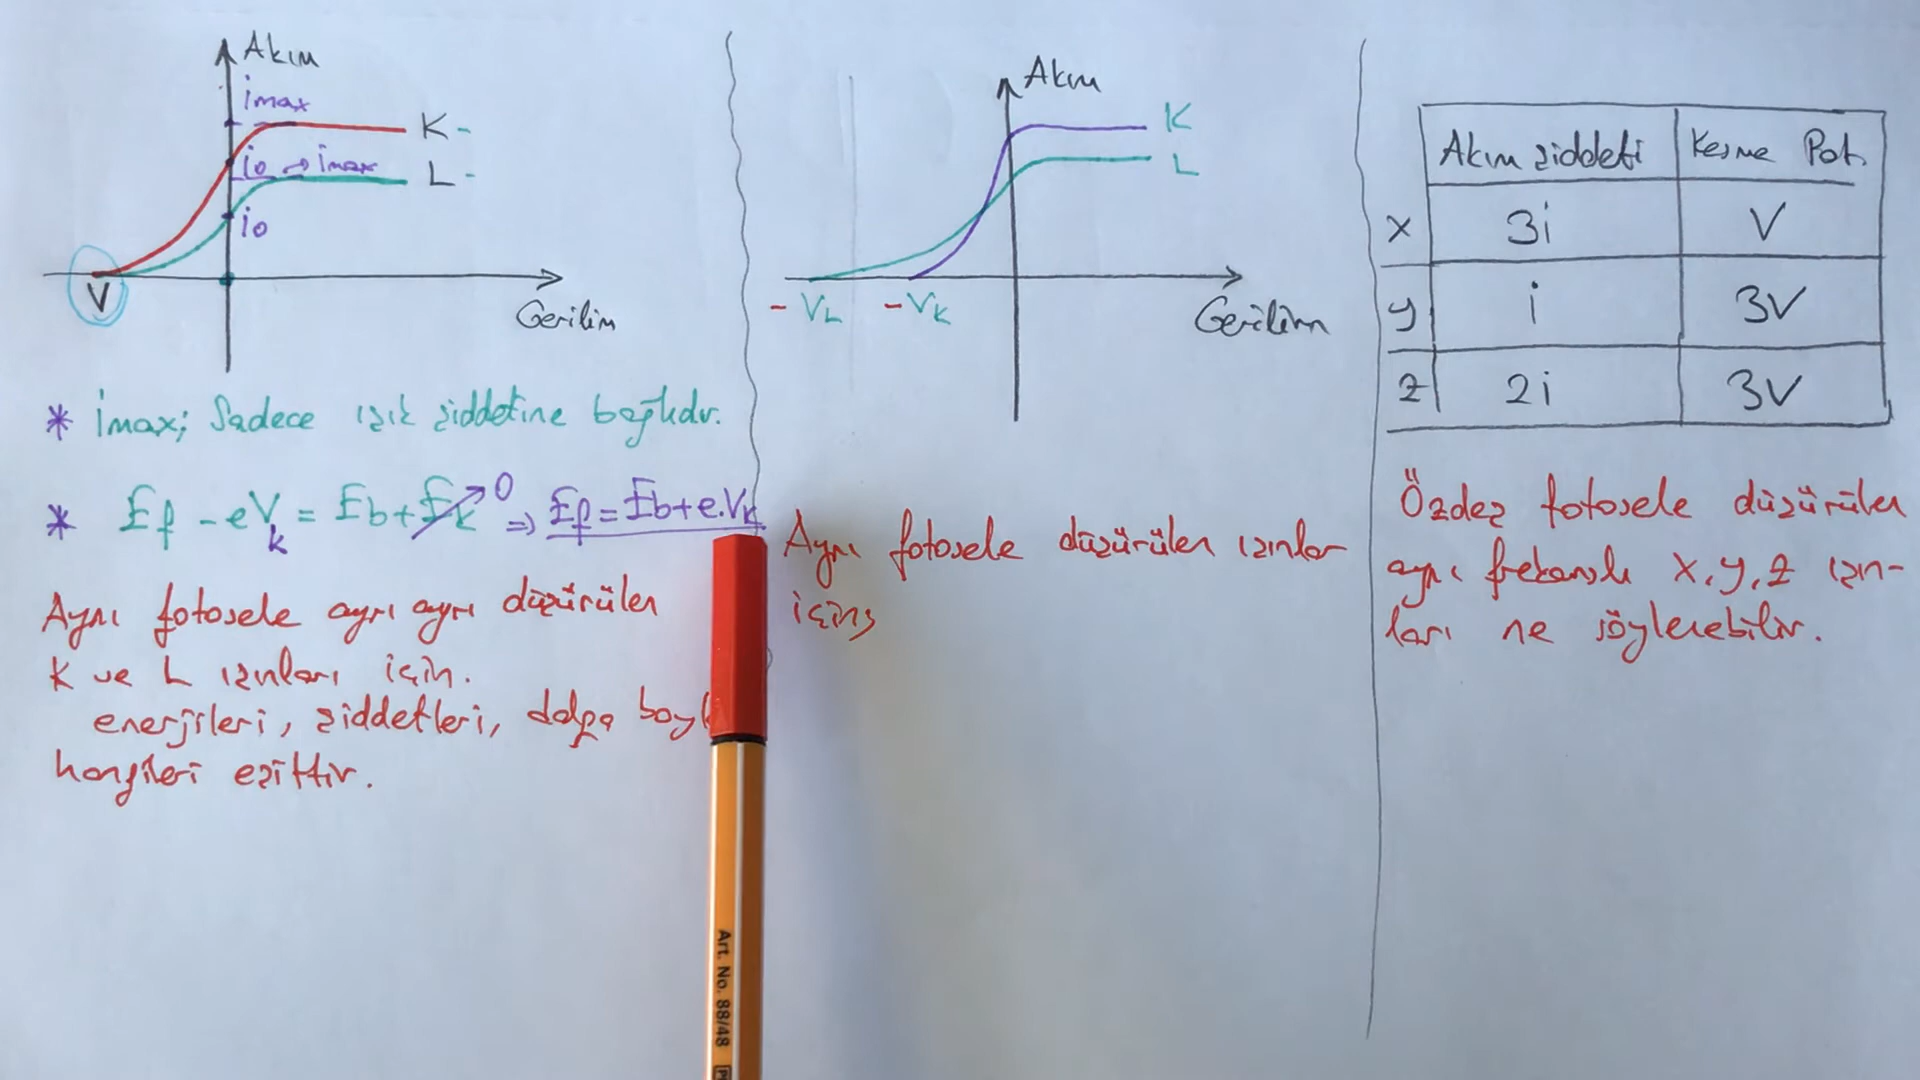 Akım
imax
K -
io → imax
L -
io
V
Gerilim
* imax; Sadece ışık şiddetine bağlıdır.
* Ef - eVk = Eb + Ek 0 ⇒ Ef = Eb + e.Vk
Aynı fotosele ayrı ayrı düşürülen
K ve L ışınları için.
enerjileri, şiddetleri, dalga boyl
hangileri eşittir.
Akım
K
L
- VL - VK
Gerilim
Aynı fotosele düşürülen ışınlar
için;
Akım şiddeti Kesme Pot.
x 3i V
y i 3V
z 2i 3V
Özdeş fotosele düşürülen
aynı frekanslı x, y, z ışın-
ları ne söylenebilir.
Art. No. 88/48